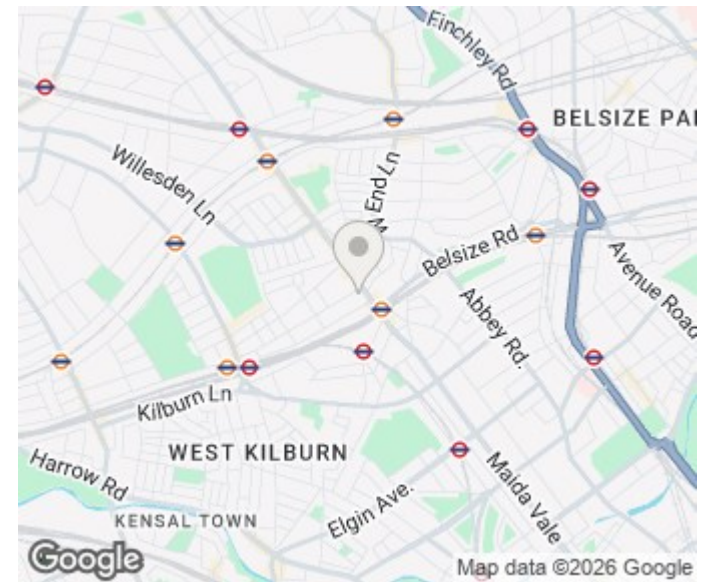 Finchley Rd
BELSIZE PAI
Willesden Ln
W End Ln
Belsize Rd
Avenue Road
Abbey Rd.
Kilburn Ln
WEST KILBURN
Harrow Rd
Maida Vale
Elgin Ave.
KENSAL TOWN
Google
Map data ©2026 Google